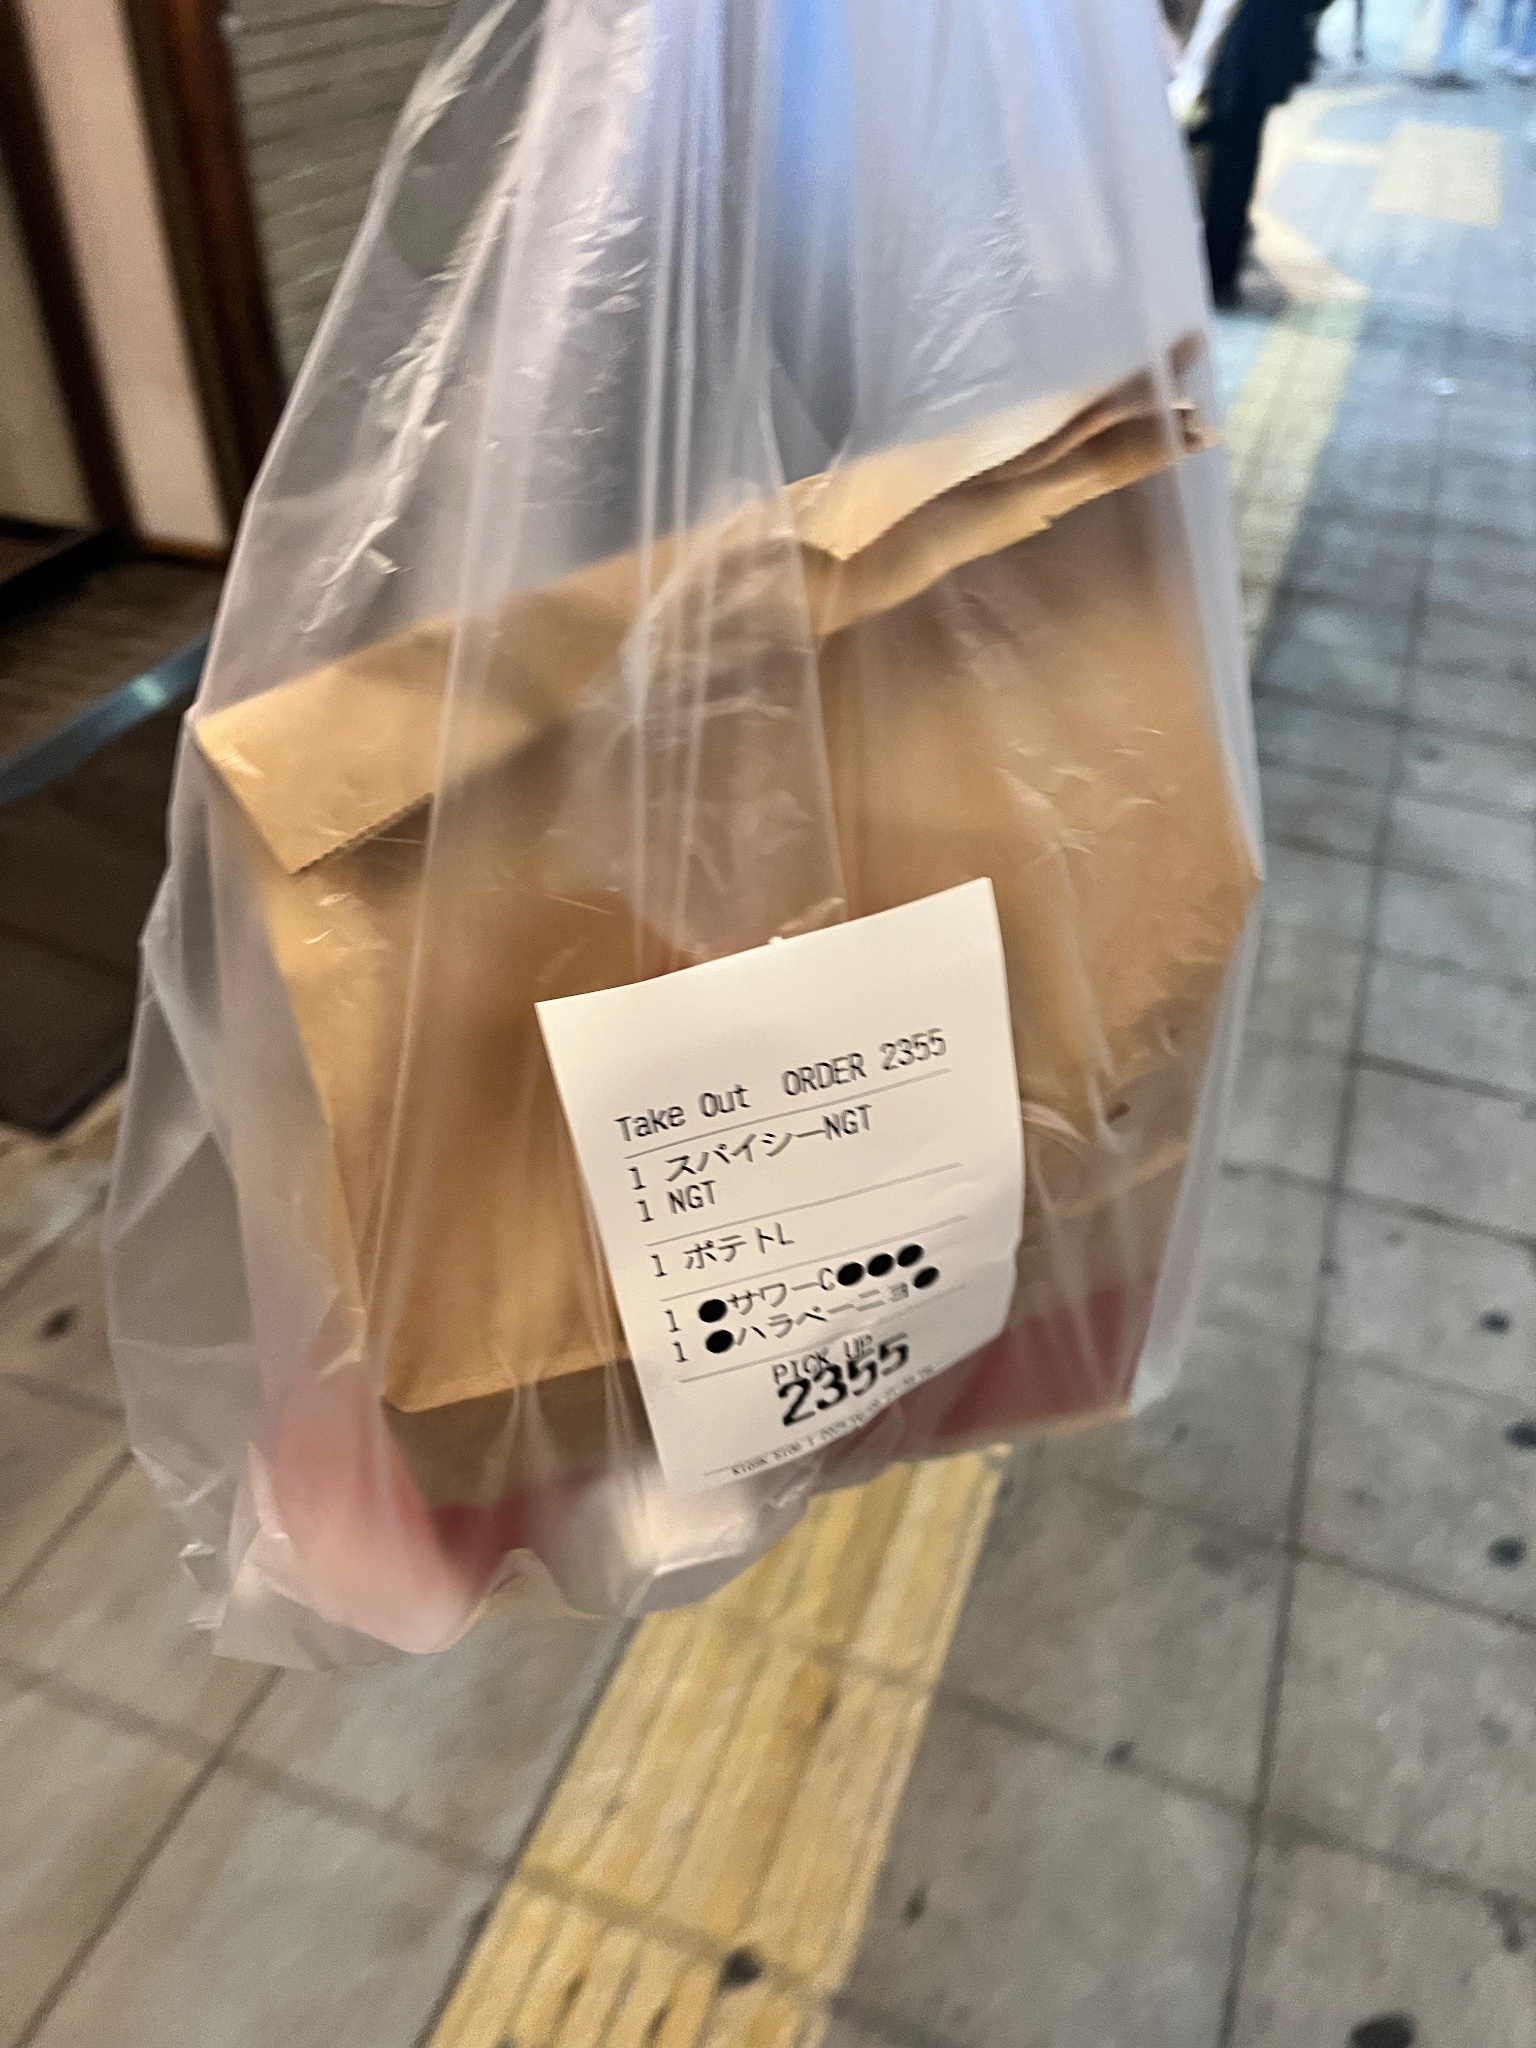 Take Out ORDER 2355
1 スパイシーNGT
1 NGT
1 ポテトL
1 ●サワーC●●●
1 ●ハラペーニョ●
PICK UP
2355